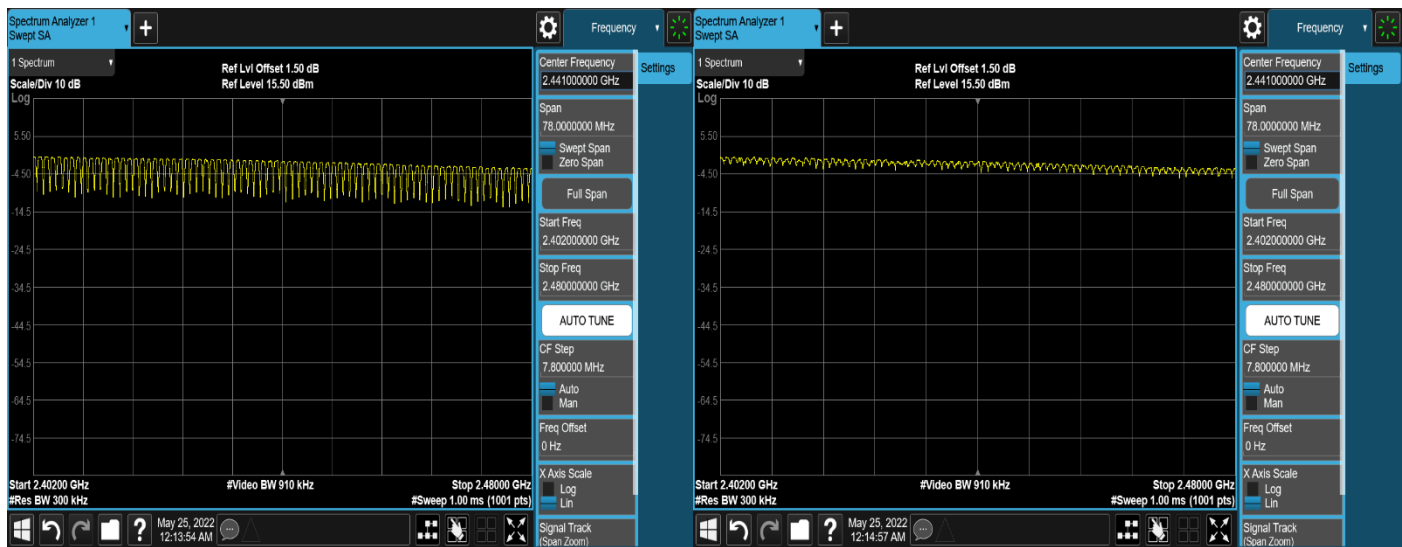 Spectrum Analyzer 1
Swept SA
+
Frequency
1 Spectrum
Scale/Div 10 dB
Log
Ref Lvl Offset 1.50 dB
Ref Level 15.50 dBm
5.50
-4.50
-14.5
-24.5
-34.5
-44.5
-54.5
-64.5
-74.5
Start 2.40200 GHz
#Res BW 300 kHz
#Video BW 910 kHz
Stop 2.48000 GHz
#Sweep 1.00 ms (1001 pts)
Center Frequency
2.441000000 GHz
Settings
Span
78.0000000 MHz
Swept Span
Zero Span
Full Span
Start Freq
2.402000000 GHz
Stop Freq
2.480000000 GHz
AUTO TUNE
CF Step
7.800000 MHz
Auto
Man
Freq Offset
0 Hz
X Axis Scale
Log
Lin
Signal Track
(Span Zoom)
?
May 25, 2022
12:13:54 AM
Spectrum Analyzer 1
Swept SA
+
Frequency
1 Spectrum
Scale/Div 10 dB
Log
Ref Lvl Offset 1.50 dB
Ref Level 15.50 dBm
5.50
-4.50
-14.5
-24.5
-34.5
-44.5
-54.5
-64.5
-74.5
Start 2.40200 GHz
#Res BW 300 kHz
#Video BW 910 kHz
Stop 2.48000 GHz
#Sweep 1.00 ms (1001 pts)
Center Frequency
2.441000000 GHz
Settings
Span
78.0000000 MHz
Swept Span
Zero Span
Full Span
Start Freq
2.402000000 GHz
Stop Freq
2.480000000 GHz
AUTO TUNE
CF Step
7.800000 MHz
Auto
Man
Freq Offset
0 Hz
X Axis Scale
Log
Lin
Signal Track
(Span Zoom)
?
May 25, 2022
12:14:57 AM